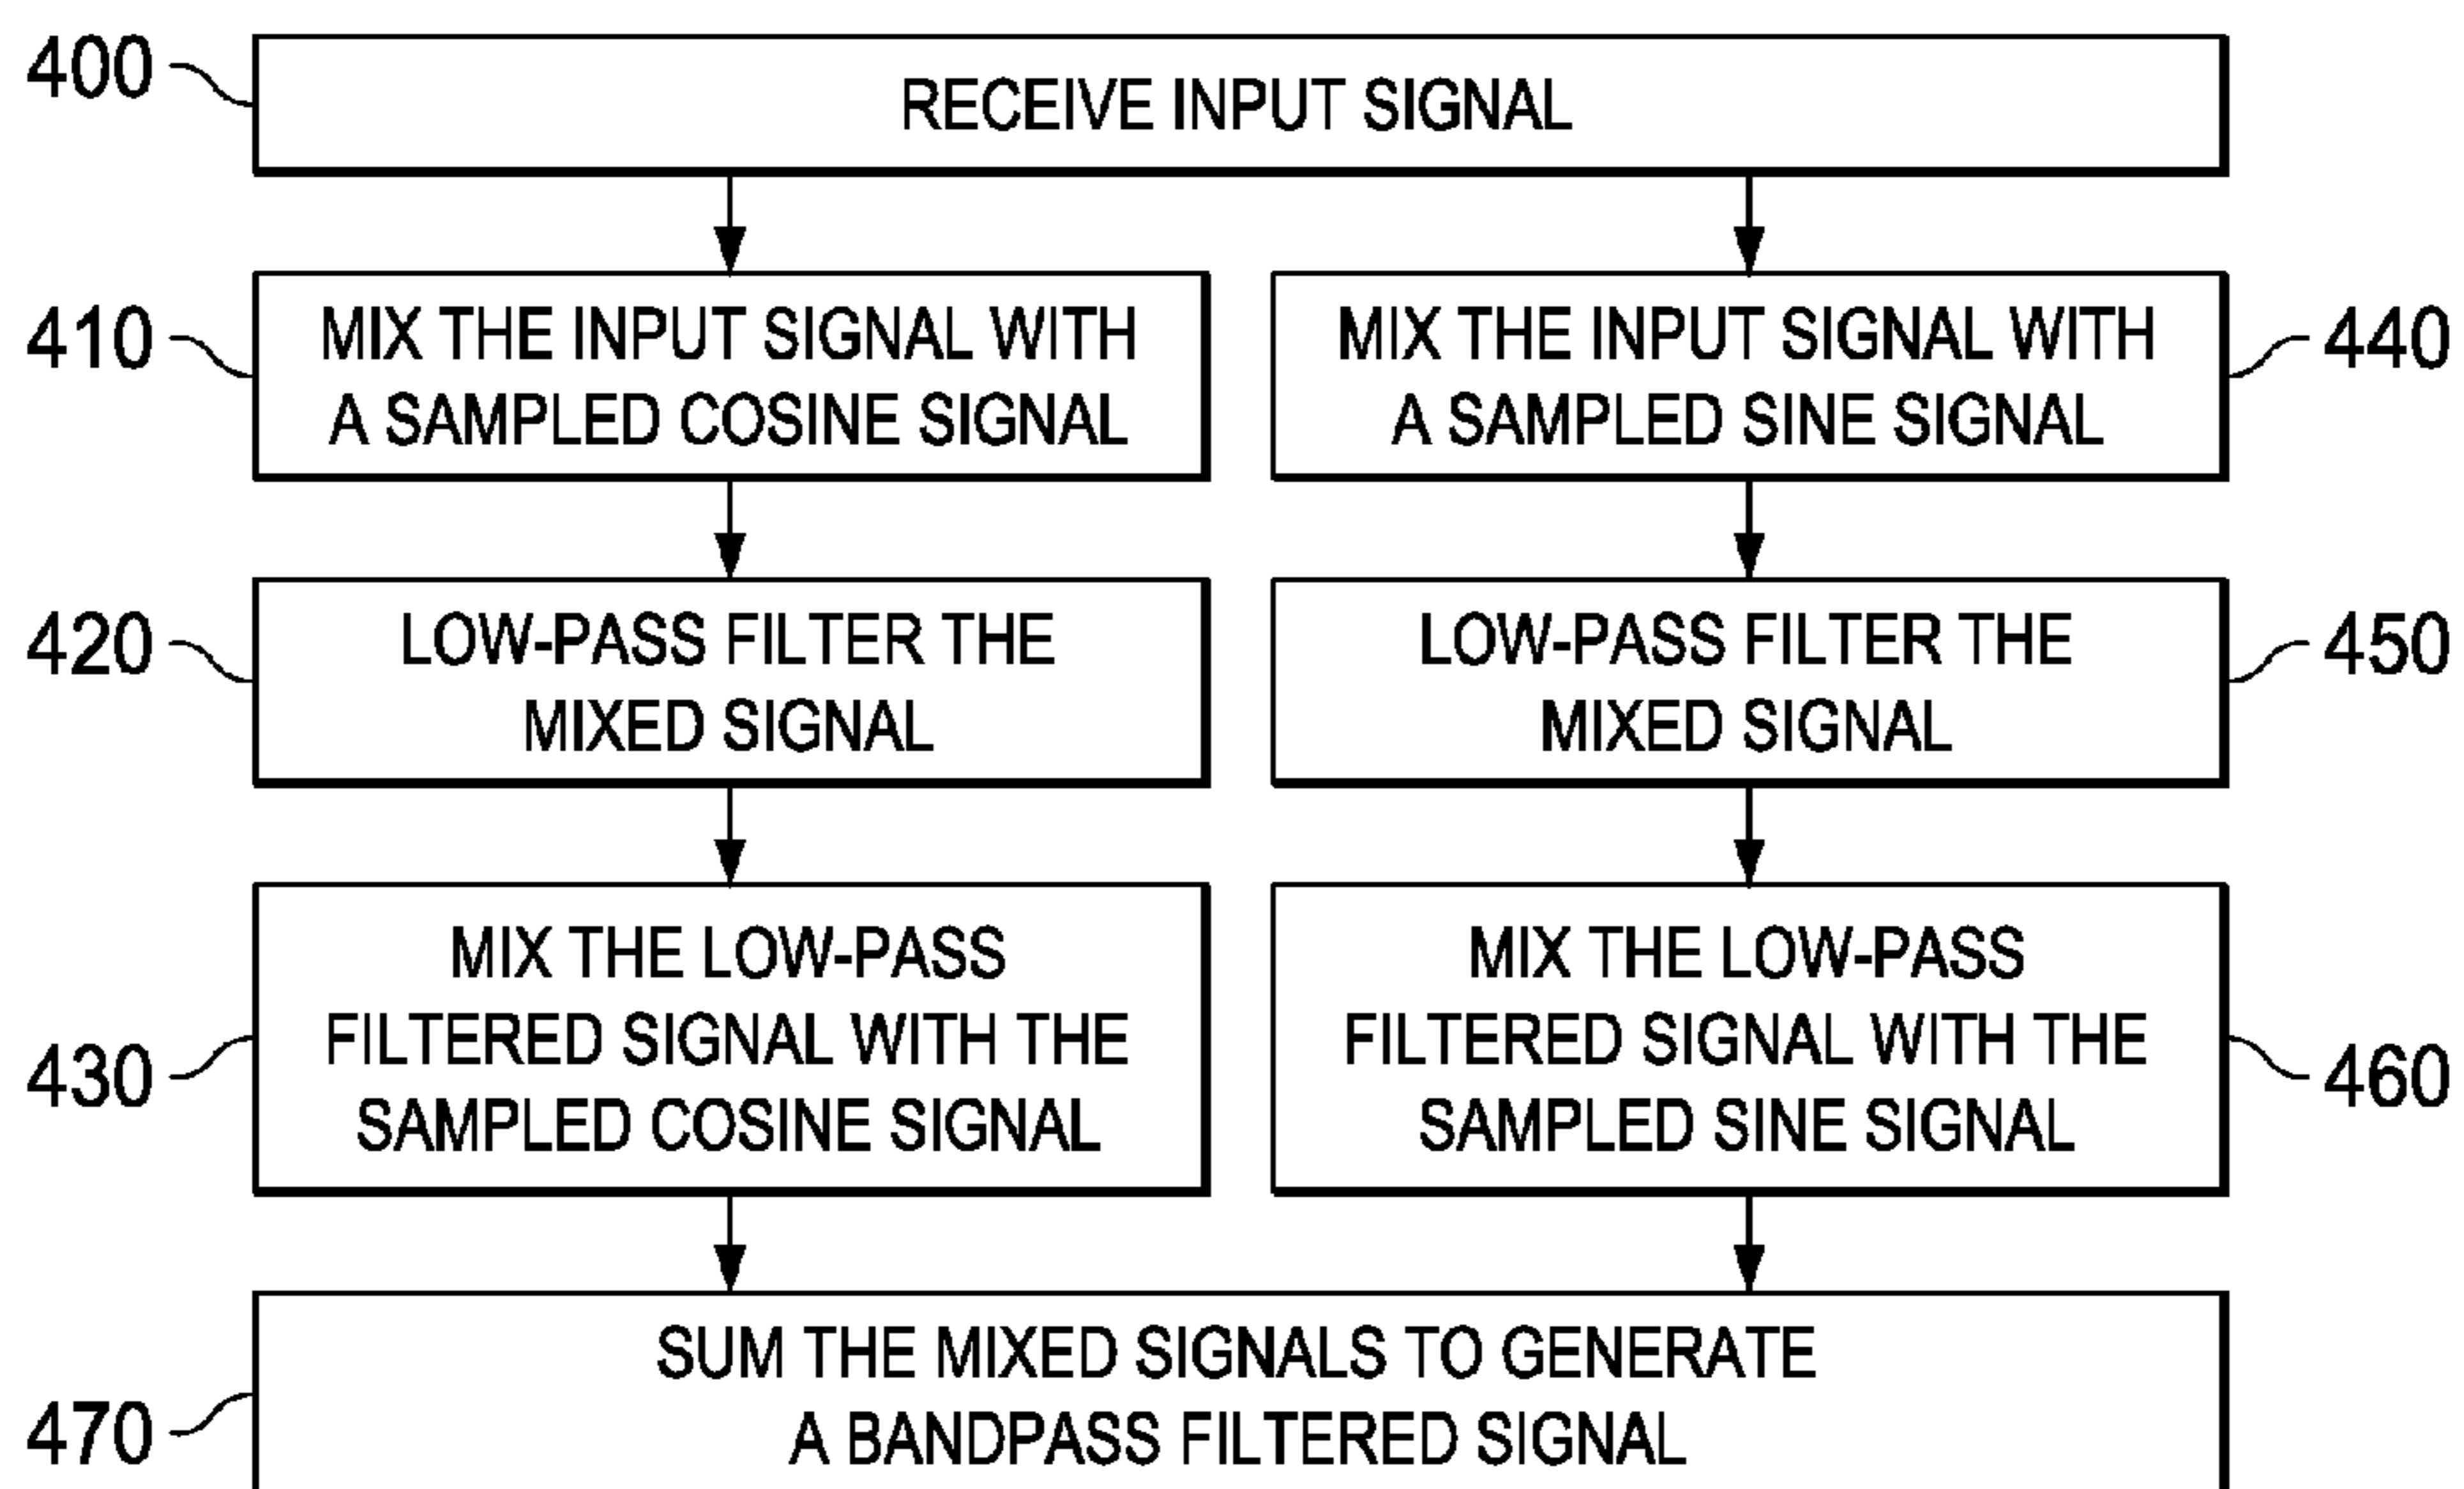 400
RECEIVE INPUT SIGNAL
410
MIX THE INPUT SIGNAL WITH
A SAMPLED COSINE SIGNAL
MIX THE INPUT SIGNAL WITH
A SAMPLED SINE SIGNAL
440
420
LOW-PASS FILTER THE
MIXED SIGNAL
LOW-PASS FILTER THE
MIXED SIGNAL
450
430
MIX THE LOW-PASS
FILTERED SIGNAL WITH THE
SAMPLED COSINE SIGNAL
MIX THE LOW-PASS
FILTERED SIGNAL WITH THE
SAMPLED SINE SIGNAL
460
470
SUM THE MIXED SIGNALS TO GENERATE
A BANDPASS FILTERED SIGNAL